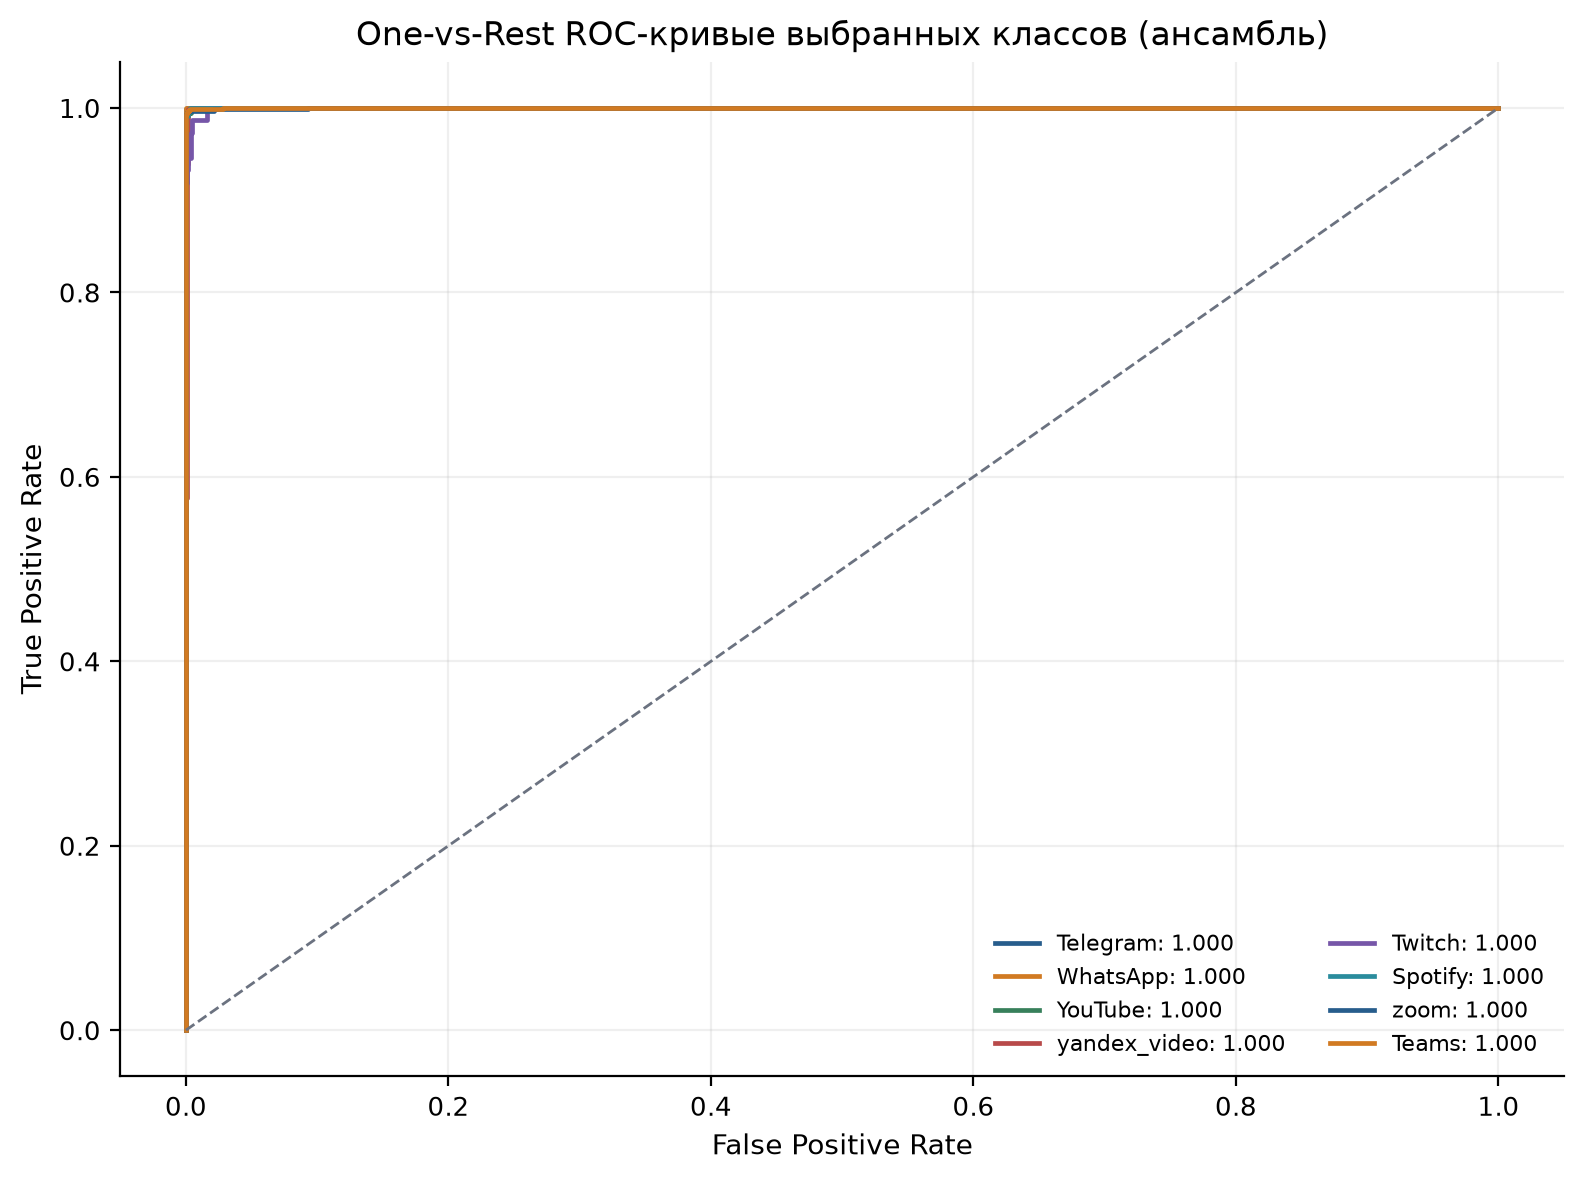 One-vs-Rest ROC-кривые выбранных классов (ансамбль)
True Positive Rate
1.0
0.8
0.6
0.4
0.2
0.0
Telegram: 1.000
WhatsApp: 1.000
YouTube: 1.000
yandex_video: 1.000
Twitch: 1.000
Spotify: 1.000
zoom: 1.000
Teams: 1.000
0.0 0.2 0.4 0.6 0.8 1.0
False Positive Rate